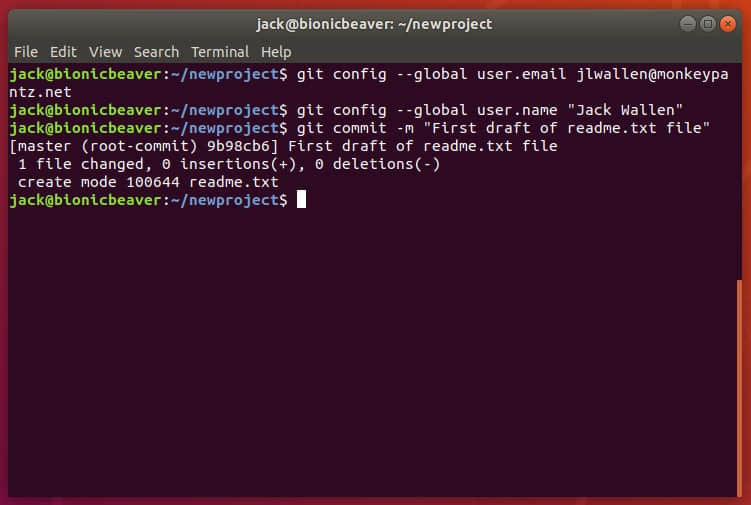 jack@bionicbeaver: ~/newproject
File Edit View Search Terminal Help
jack@bionicbeaver:~/newproject$ git config --global user.email jlwallen@monkeypa
ntz.net
jack@bionicbeaver:~/newproject$ git config --global user.name "Jack Wallen"
jack@bionicbeaver:~/newproject$ git commit -m "First draft of readme.txt file"
[master (root-commit) 9b98cb6] First draft of readme.txt file
 1 file changed, 0 insertions(+), 0 deletions(-)
 create mode 100644 readme.txt
jack@bionicbeaver:~/newproject$